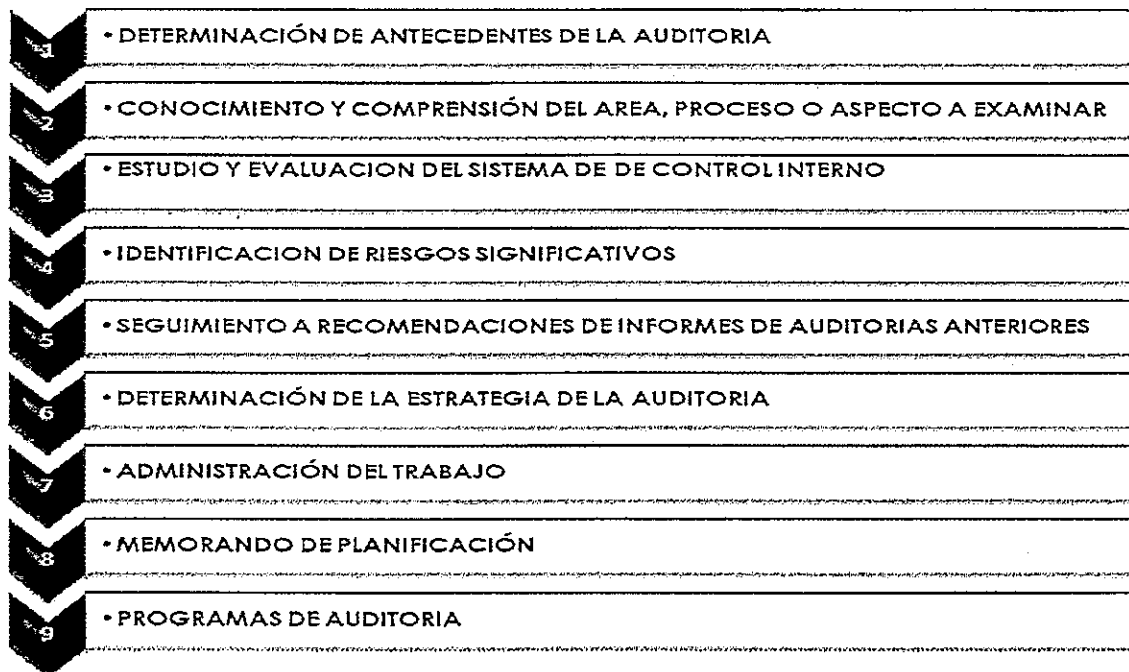 1 • DETERMINACIÓN DE ANTECEDENTES DE LA AUDITORIA
2 • CONOCIMIENTO Y COMPRENSIÓN DEL AREA, PROCESO O ASPECTO A EXAMINAR
3 • ESTUDIO Y EVALUACION DEL SISTEMA DE DE CONTROL INTERNO
4 • IDENTIFICACION DE RIESGOS SIGNIFICATIVOS
5 • SEGUIMIENTO A RECOMENDACIONES DE INFORMES DE AUDITORIAS ANTERIORES
6 • DETERMINACIÓN DE LA ESTRATEGIA DE LA AUDITORIA
7 • ADMINISTRACIÓN DEL TRABAJO
8 • MEMORANDO DE PLANIFICACIÓN
9 • PROGRAMAS DE AUDITORIA